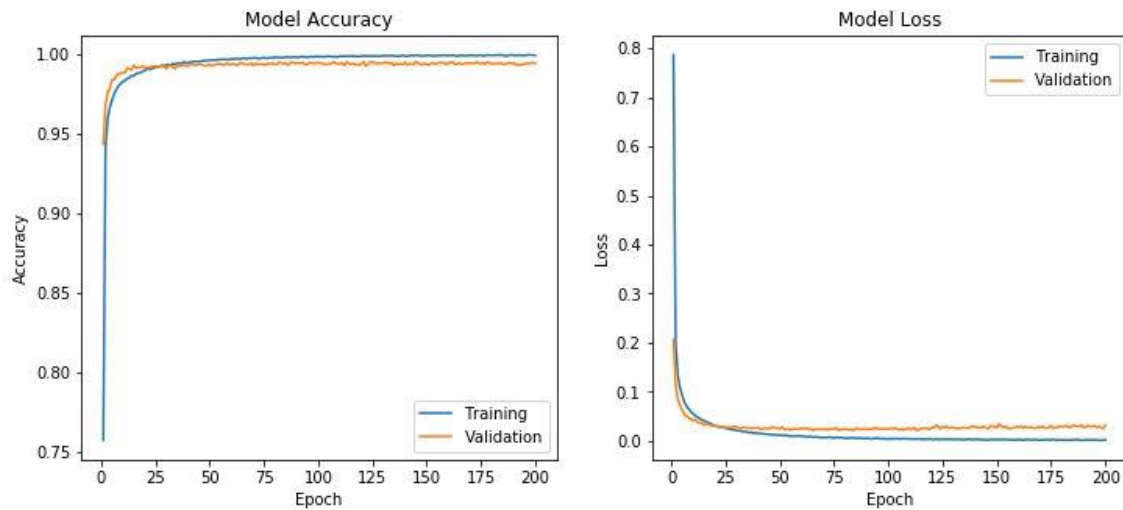 Model Accuracy
1.00
0.95
0.90
0.85
0.80
0.75
Accuracy
0 25 50 75 100 125 150 175 200
Epoch
Training
Validation
Model Loss
0.8
0.7
0.6
0.5
0.4
0.3
0.2
0.1
0.0
Loss
0 25 50 75 100 125 150 175 200
Epoch
Training
Validation